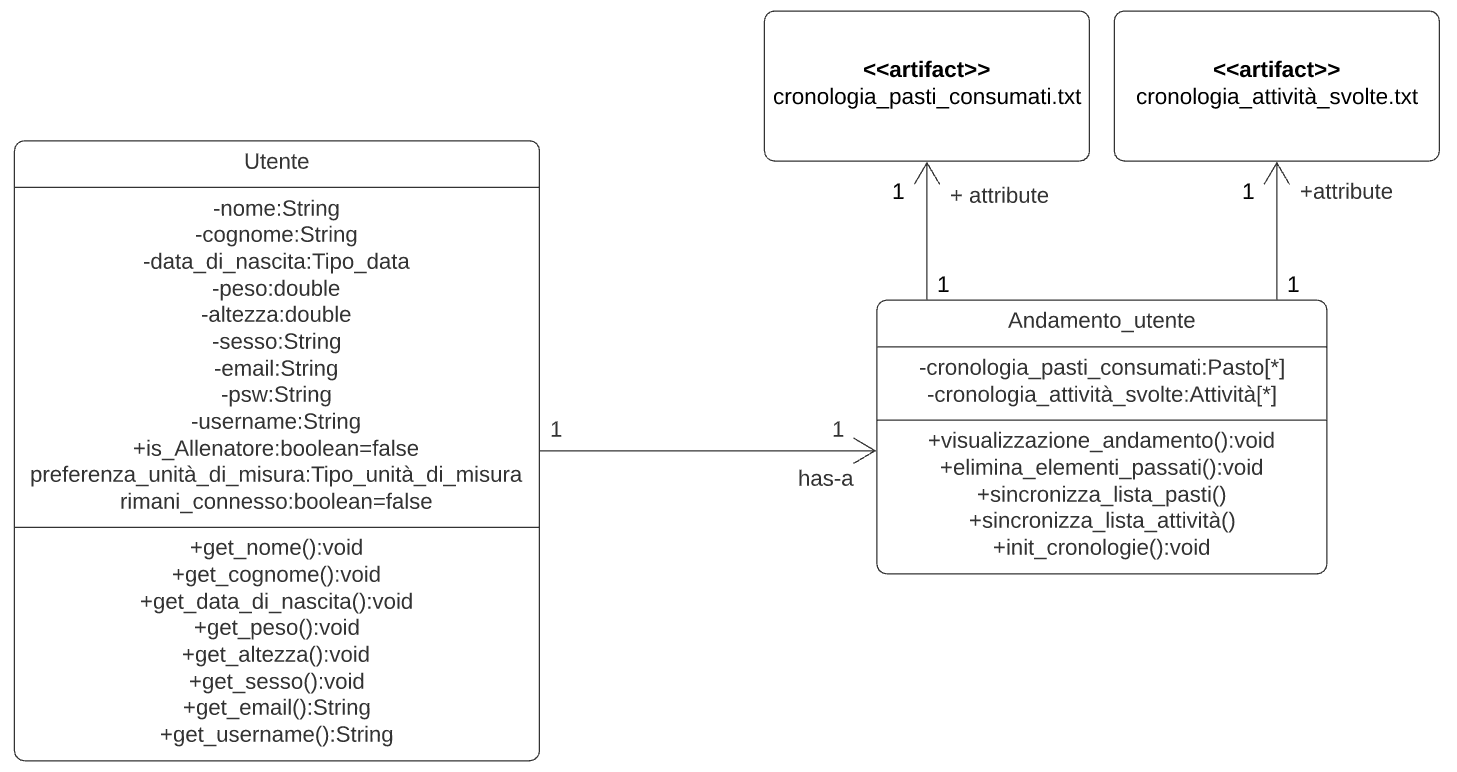 <<artifact>>
cronologia_pasti_consumati.txt
<<artifact>>
cronologia_attività_svolte.txt
1
+ attribute
1
1
+attribute
1
Utente
-nome:String
-cognome:String
-data_di_nascita:Tipo_data
-peso:double
-altezza:double
-sesso:String
-email:String
-psw:String
-username:String
+is_Allenatore:boolean=false
preferenza_unità_di_misura:Tipo_unità_di_misura
rimani_connesso:boolean=false
+get_nome():void
+get_cognome():void
+get_data_di_nascita():void
+get_peso():void
+get_altezza():void
+get_sesso():void
+get_email():String
+get_username():String
1
1
has-a
Andamento_utente
-cronologia_pasti_consumati:Pasto[*]
-cronologia_attività_svolte:Attività[*]
+visualizzazione_andamento():void
+elimina_elementi_passati():void
+sincronizza_lista_pasti()
+sincronizza_lista_attività()
+init_cronologie():void